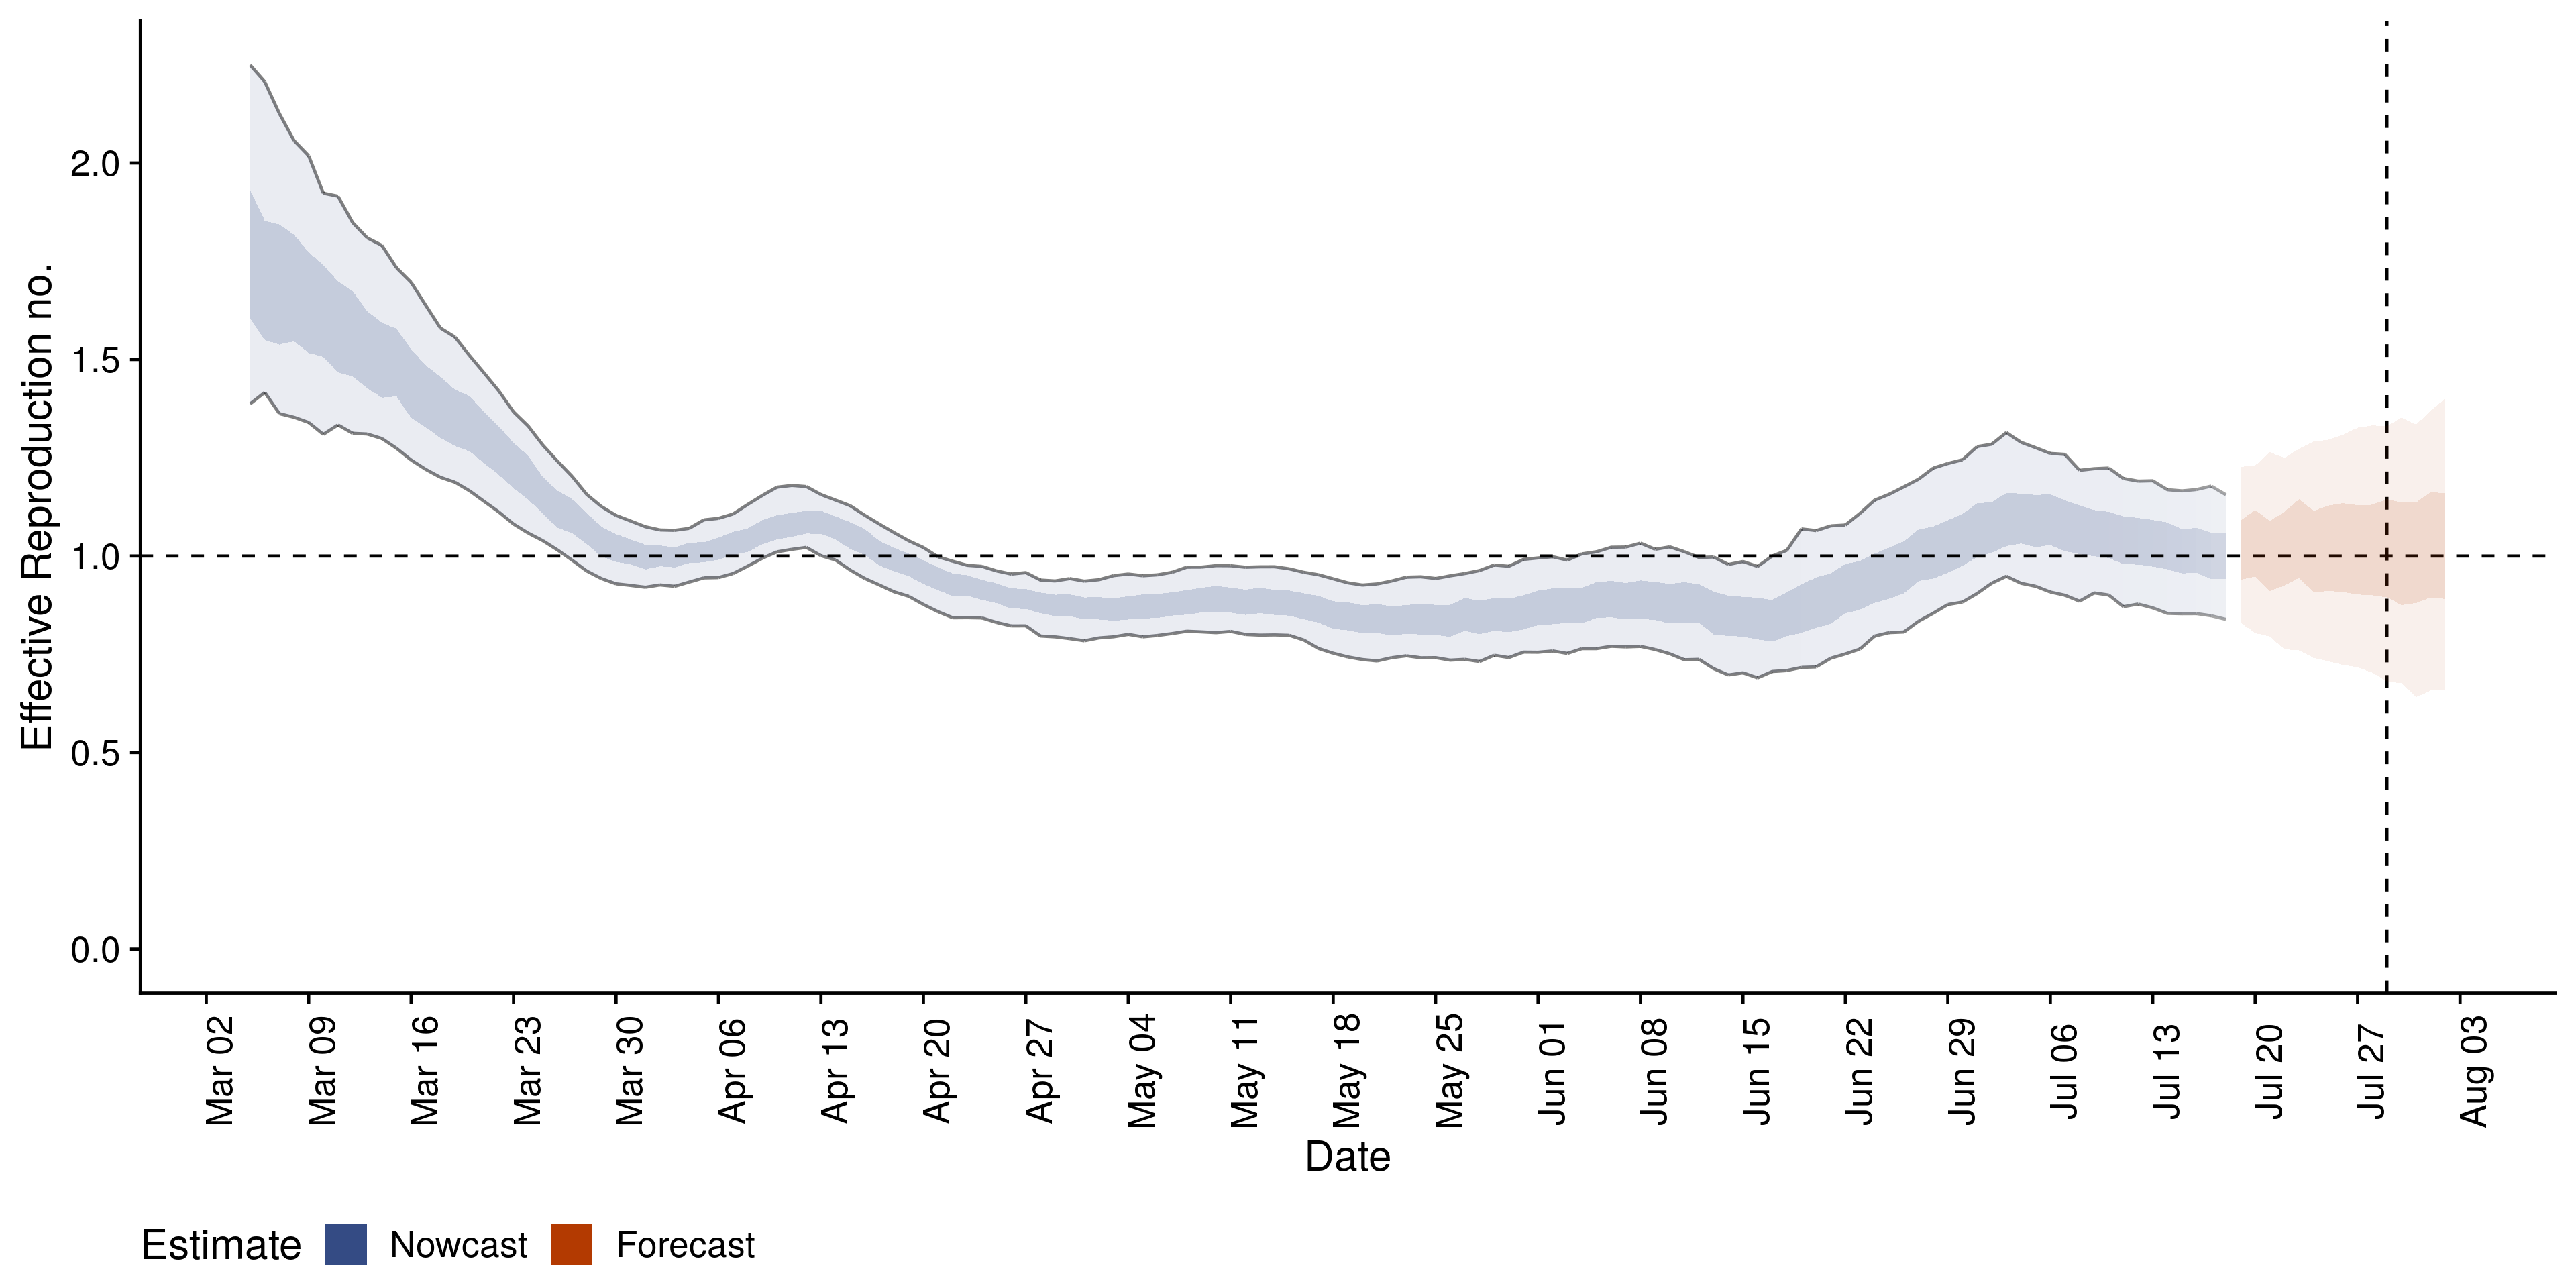 Effective Reproduction no.
2.0
1.5
1.0
0.5
0.0
Mar 02
Mar 09
Mar 16
Mar 23
Mar 30
Apr 06
Apr 13
Apr 20
Apr 27
May 04
May 11
May 18
May 25
Jun 01
Jun 08
Jun 15
Jun 22
Jun 29
Jul 06
Jul 13
Jul 20
Jul 27
Aug 03
Date
Estimate Nowcast Forecast